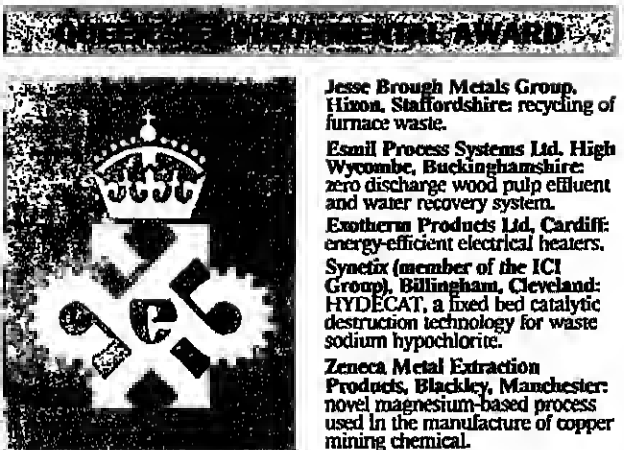 QUEEN'S ENVIRONMENTAL AWARD
Jesse Brough Metals Group,
Hixon, Staffordshire: recycling of
furnace waste.
Esmil Process Systems Ltd, High
Wycombe, Buckinghamshire:
zero discharge wood pulp effluent
and water recovery system.
Exotherm Products Ltd, Cardiff:
energy-efficient electrical heaters.
Synetix (member of the ICI
Group), Billingham, Cleveland:
HYDECAT, a fixed bed catalytic
destruction technology for waste
sodium hypochlorite.
Zeneca Metal Extraction
Products, Blackley, Manchester:
novel magnesium-based process
used in the manufacture of copper
mining chemical.
e